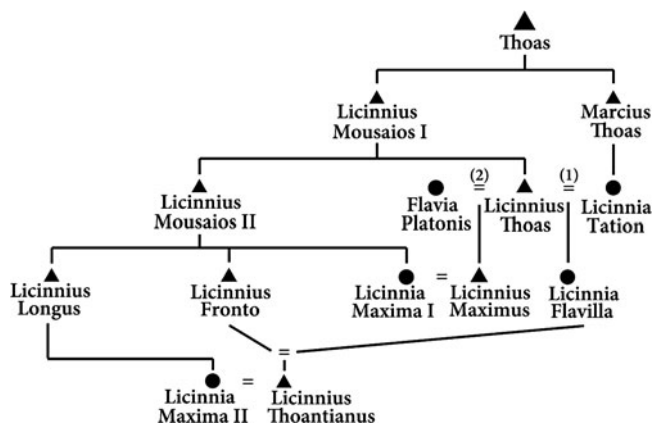 Thoas
Licinnius
Mousaios I
Marcius
Thoas
Licinnius
Mousaios II
Flavia
Platonis
(2)
=
Licinnius
Thoas
(1)
=
Licinnia
Tation
Licinnius
Longus
Licinnius
Fronto
Licinnia
Maxima I
=
Licinnius
Maximus
Licinnia
Flavilla
=
Licinnia
Maxima II
=
Licinnius
Thoantianus